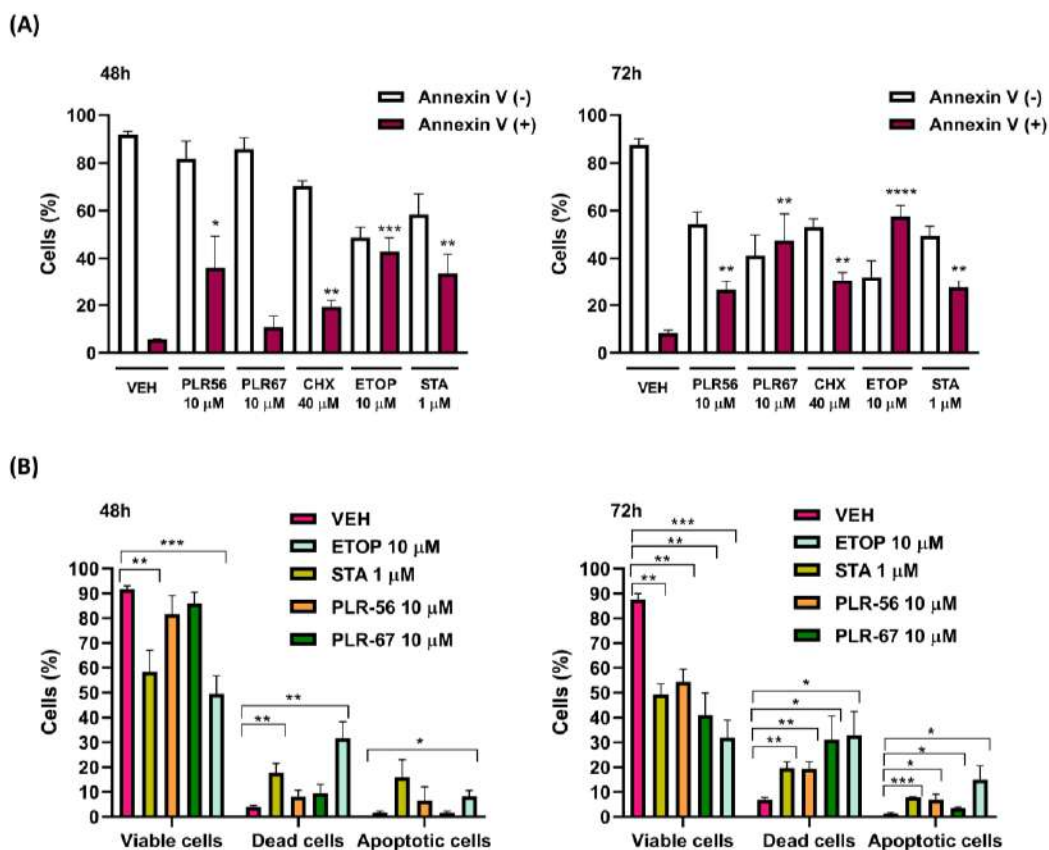 (A)
48h
Annexin V (-)
Annexin V (+)
100
80
60
40
20
0
Cells (%)
*
**
***
**
VEH
PLR56
10 μM
PLR67
10 μM
CHX
40 μM
ETOP
10 μM
STA
1 μM
72h
Annexin V (-)
Annexin V (+)
100
80
60
40
20
0
Cells (%)
**
**
**
****
**
VEH
PLR56
10 μM
PLR67
10 μM
CHX
40 μM
ETOP
10 μM
STA
1 μM
(B)
48h
VEH
ETOP 10 μM
STA 1 μM
PLR-56 10 μM
PLR-67 10 μM
100
90
80
70
60
50
40
30
20
10
0
Cells (%)
***
**
**
**
*
Viable cells
Dead cells
Apoptotic cells
72h
VEH
ETOP 10 μM
STA 1 μM
PLR-56 10 μM
PLR-67 10 μM
100
90
80
70
60
50
40
30
20
10
0
Cells (%)
***
**
**
**
*
*
**
**
*
*
*
***
Viable cells
Dead cells
Apoptotic cells